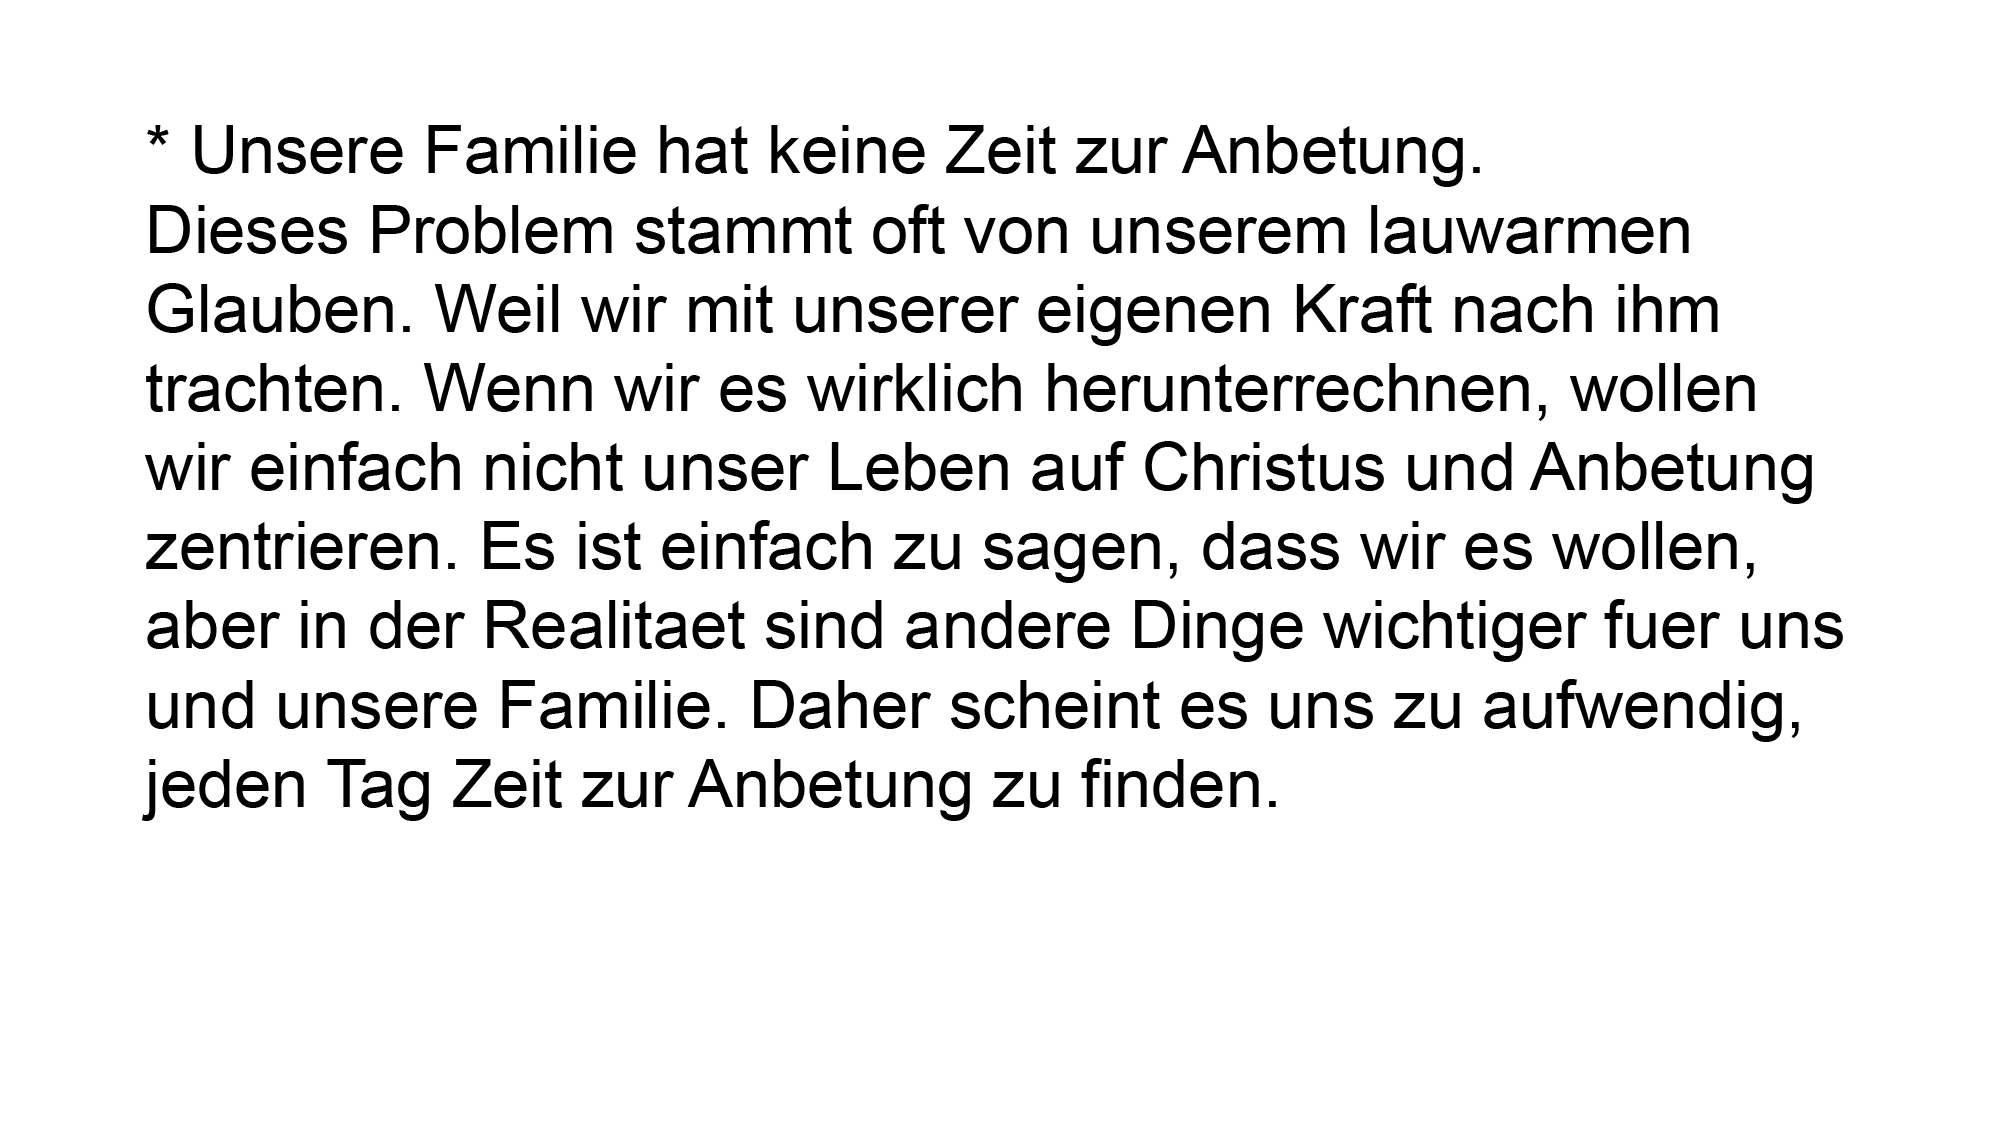 * Unsere Familie hat keine Zeit zur Anbetung.
Dieses Problem stammt oft von unserem lauwarmen
Glauben. Weil wir mit unserer eigenen Kraft nach ihm
trachten. Wenn wir es wirklich herunterrechnen, wollen
wir einfach nicht unser Leben auf Christus und Anbetung
zentrieren. Es ist einfach zu sagen, dass wir es wollen,
aber in der Realitaet sind andere Dinge wichtiger fuer uns
und unsere Familie. Daher scheint es uns zu aufwendig,
jeden Tag Zeit zur Anbetung zu finden.